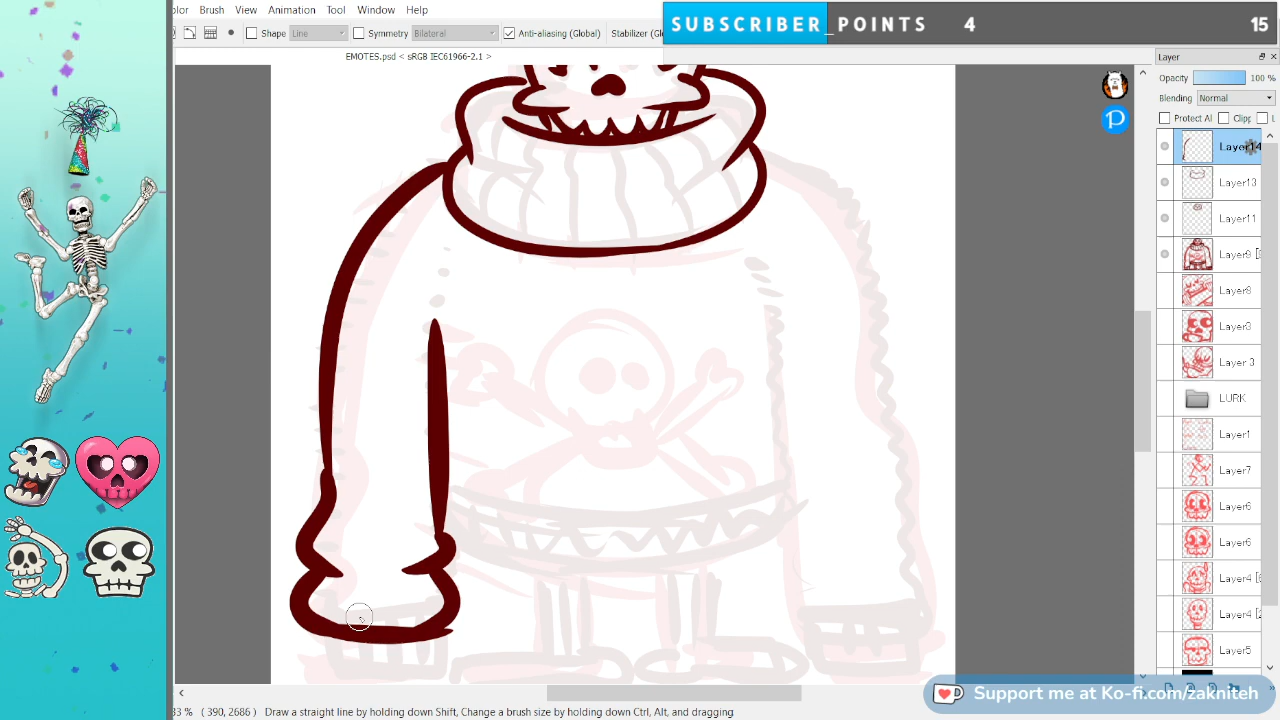 olor Brush View Animation Tool Window Help
SUBSCRIBER_POINTS 4 15
Shape Line Symmetry Bilateral Anti-aliasing (Global) Stabilizer (Glo
EMOTES.psd < sRGB IEC61966-2.1 >
Layer
Opacity 100 %
Blending Normal
Protect Al Clipp L
Layer14
Layer13
Layer11
Layer9 [
Layer8
Layer3
Layer 3
LURK
Layer1
Layer7
Layer6
Layer6
Layer4 [
Layer4 [
Layer5
Support me at Ko-fi.com/zakniteh
33 % ( 390, 2686 ) Draw a straight line by holding down Shift, Change a brush size by holding down Ctrl, Alt, and dragging